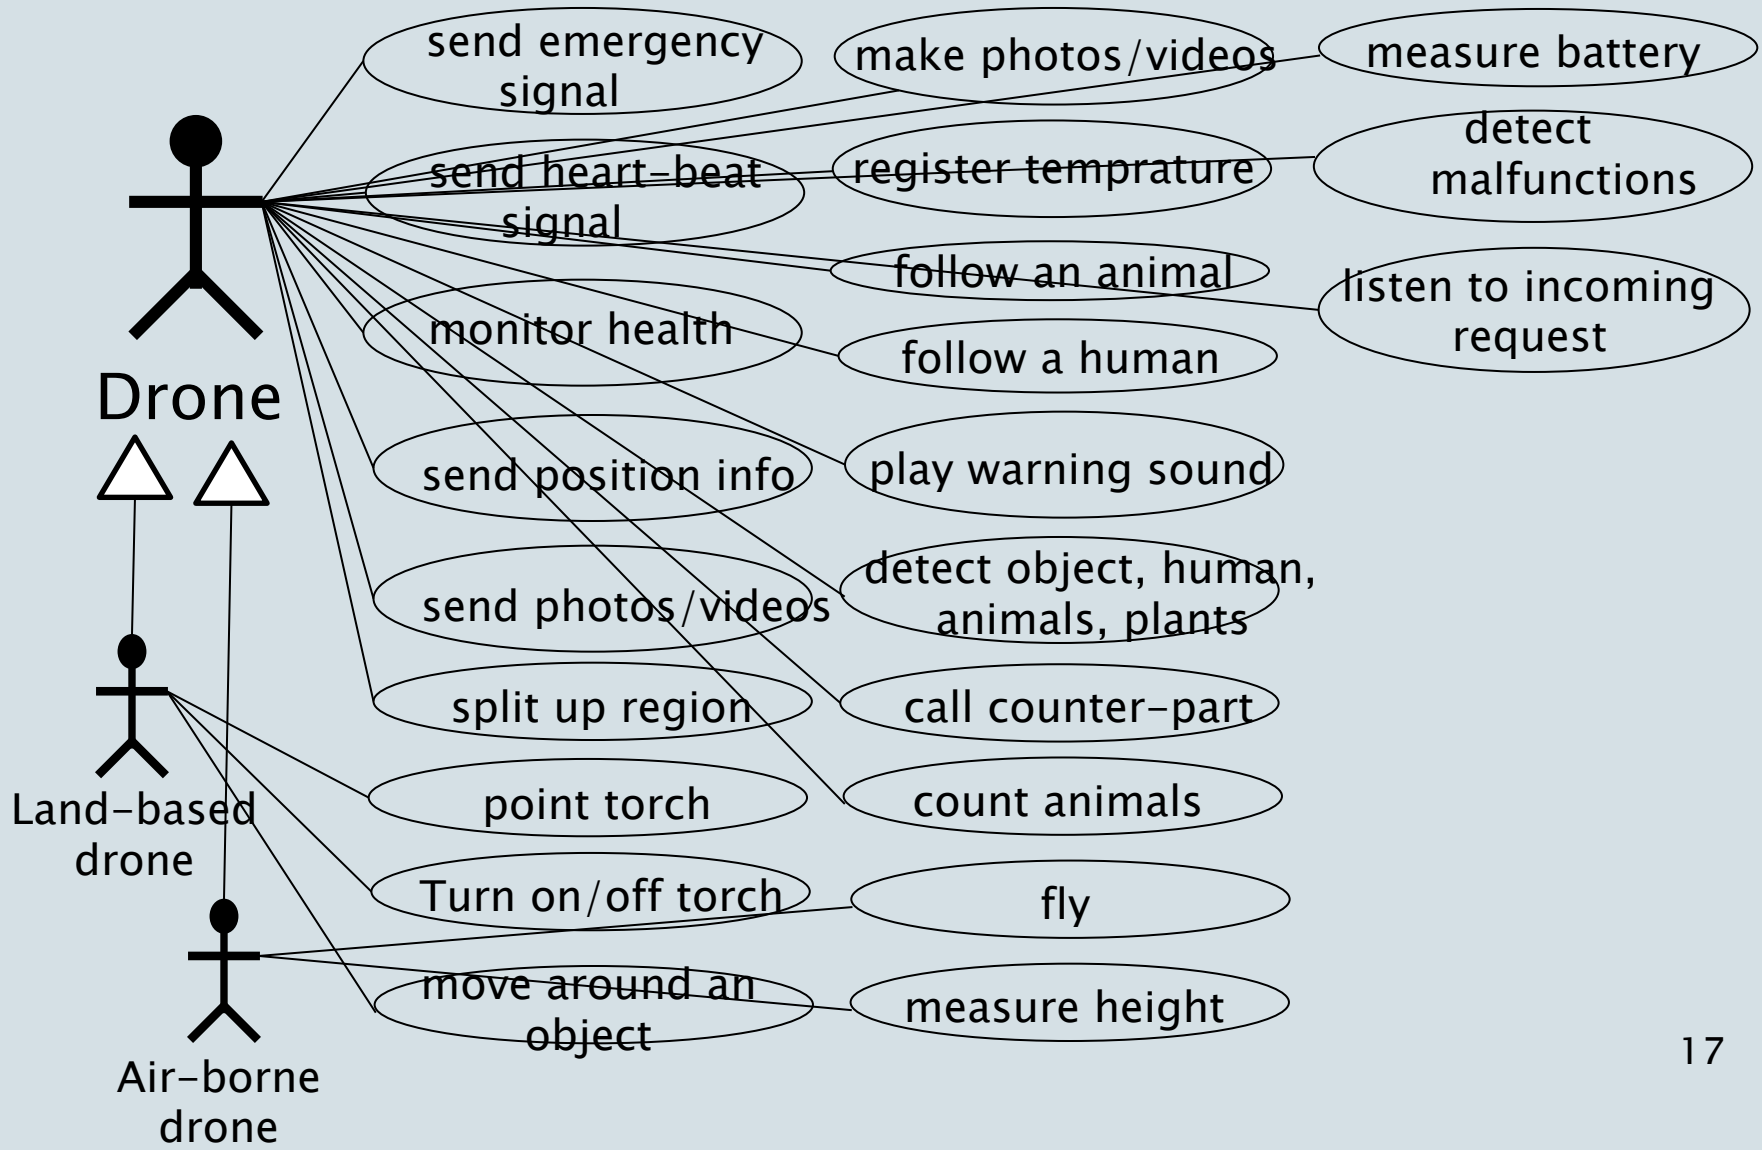 send emergency
signal
make photos/videos
measure battery
send heart-beat
signal
register temprature
detect
malfunctions
follow an animal
listen to incoming
request
monitor health
follow a human
Drone
send position info
play warning sound
detect object, human,
animals, plants
send photos/videos
split up region
call counter-part
point torch
count animals
Land-based
drone
Turn on/off torch
fly
move around an
object
measure height
Air-borne
drone
17